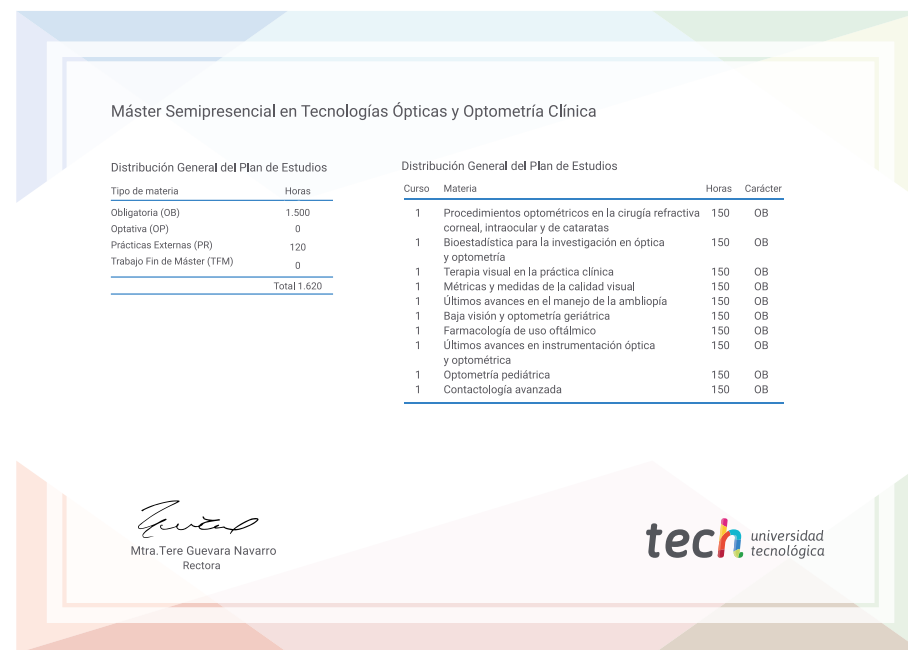 Máster Semipresencial en Tecnologías Ópticas y Optometría Clínica
Distribución General del Plan de Estudios
Tipo de materia Horas
Obligatoria (OB) 1.500
Optativa (OP) 0
Prácticas Externas (PR) 120
Trabajo Fin de Máster (TFM) 0
Total 1.620
Distribución General del Plan de Estudios
Curso Materia Horas Carácter
1 Procedimientos optométricos en la cirugía refractiva 150 OB
corneal, intraocular y de cataratas
1 Bioestadística para la investigación en óptica 150 OB
y optometría
1 Terapia visual en la práctica clínica 150 OB
1 Métricas y medidas de la calidad visual 150 OB
1 Últimos avances en el manejo de la ambliopía 150 OB
1 Baja visión y optometría geriátrica 150 OB
1 Farmacología de uso oftálmico 150 OB
1 Últimos avances en instrumentación óptica 150 OB
y optométrica
1 Optometría pediátrica 150 OB
1 Contactología avanzada 150 OB
Mtra.Tere Guevara Navarro
Rectora
tech universidad
tecnológica